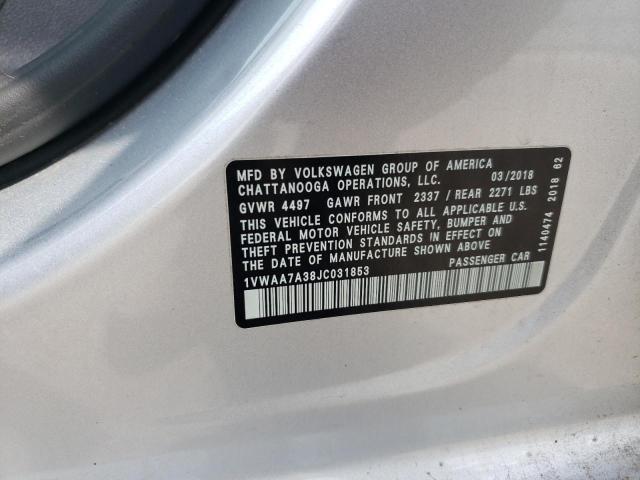 MFD BY VOLKSWAGEN GROUP OF AMERICA
CHATTANOOGA OPERATIONS, LLC. 03/2018
GVWR 4497 GAWR FRONT 2337 / REAR 2271 LBS
THIS VEHICLE CONFORMS TO ALL APPLICABLE U.S.
FEDERAL MOTOR VEHICLE SAFETY, BUMPER AND
THEFT PREVENTION STANDARDS IN EFFECT ON
THE DATE OF MANUFACTURE SHOWN ABOVE
1VWAA7A38JC031853 PASSENGER CAR
1140474 2018 62